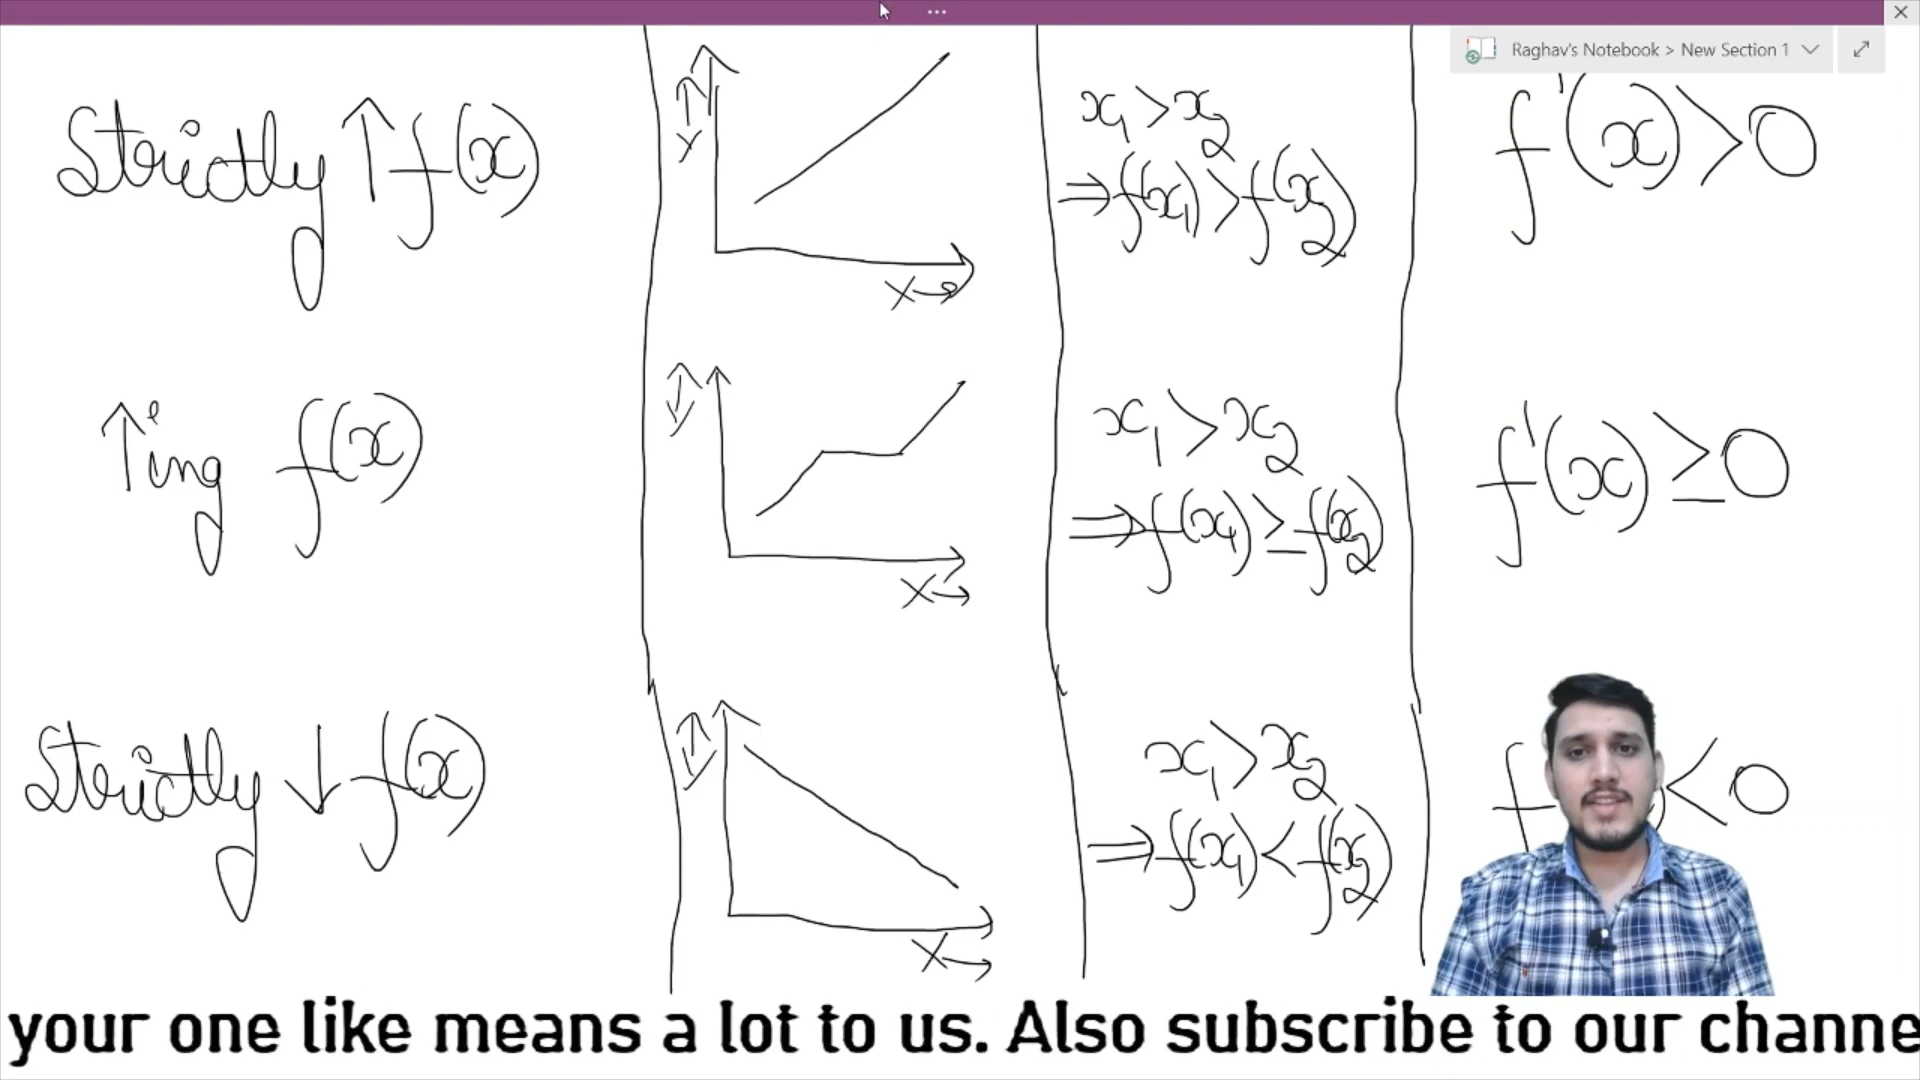 Raghav's Notebook > New Section 1
Strictly ↑ f(x)
Y→
X→
x₁ > x₂
⇒ f(x₁) > f(x₂)
f'(x) > 0
↑ing f(x)
Y→
X→
x₁ > x₂
⇒ f(x₁) ≥ f(x₂)
f'(x) ≥ 0
Strictly ↓ f(x)
Y→
X→
x₁ > x₂
⇒ f(x₁) < f(x₂)
f ) < 0
your one like means a lot to us. Also subscribe to our channe